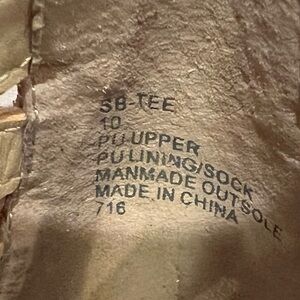 SB-TEE
10
PU UPPER
PU LINING/SOCK
MANMADE OUTSOLE
MADE IN CHINA
716